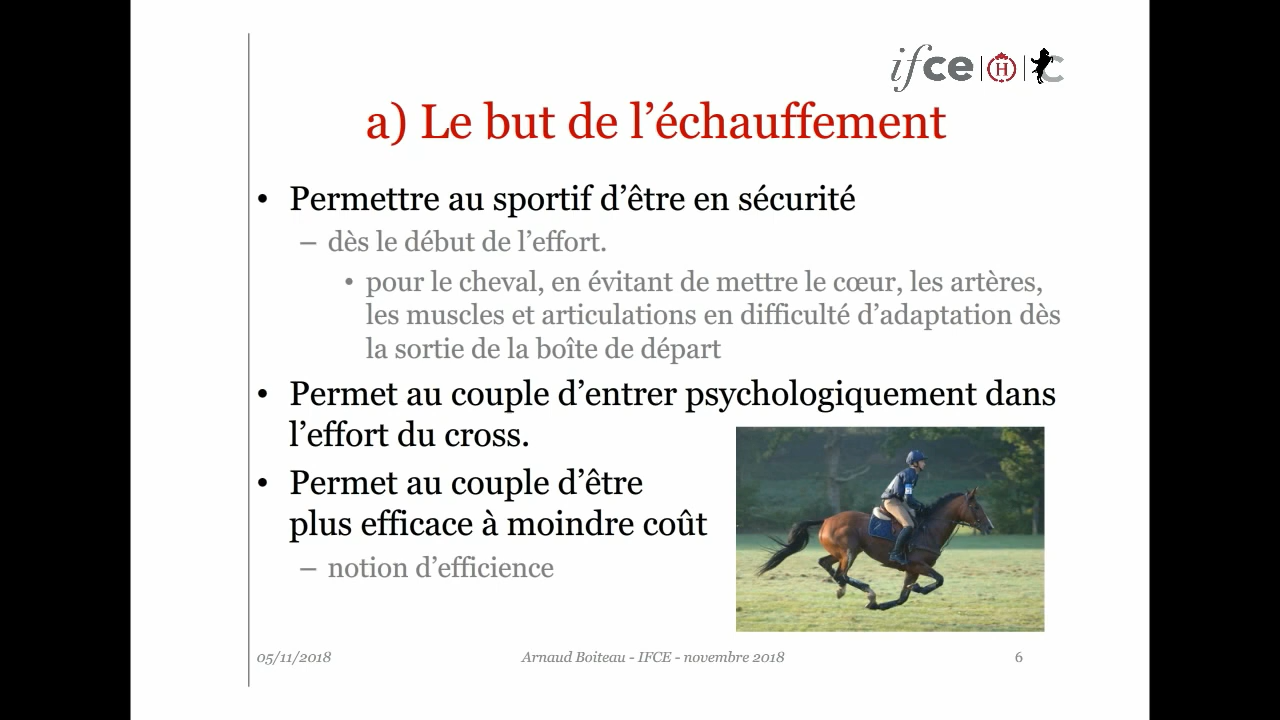 ifce | H | C
a) Le but de l’échauffement
• Permettre au sportif d’être en sécurité
– dès le début de l’effort.
• pour le cheval, en évitant de mettre le cœur, les artères,
les muscles et articulations en difficulté d’adaptation dès
la sortie de la boîte de départ
• Permet au couple d’entrer psychologiquement dans
l’effort du cross.
• Permet au couple d’être
plus efficace à moindre coût
– notion d’efficience
05/11/2018 Arnaud Boiteau - IFCE - novembre 2018 6